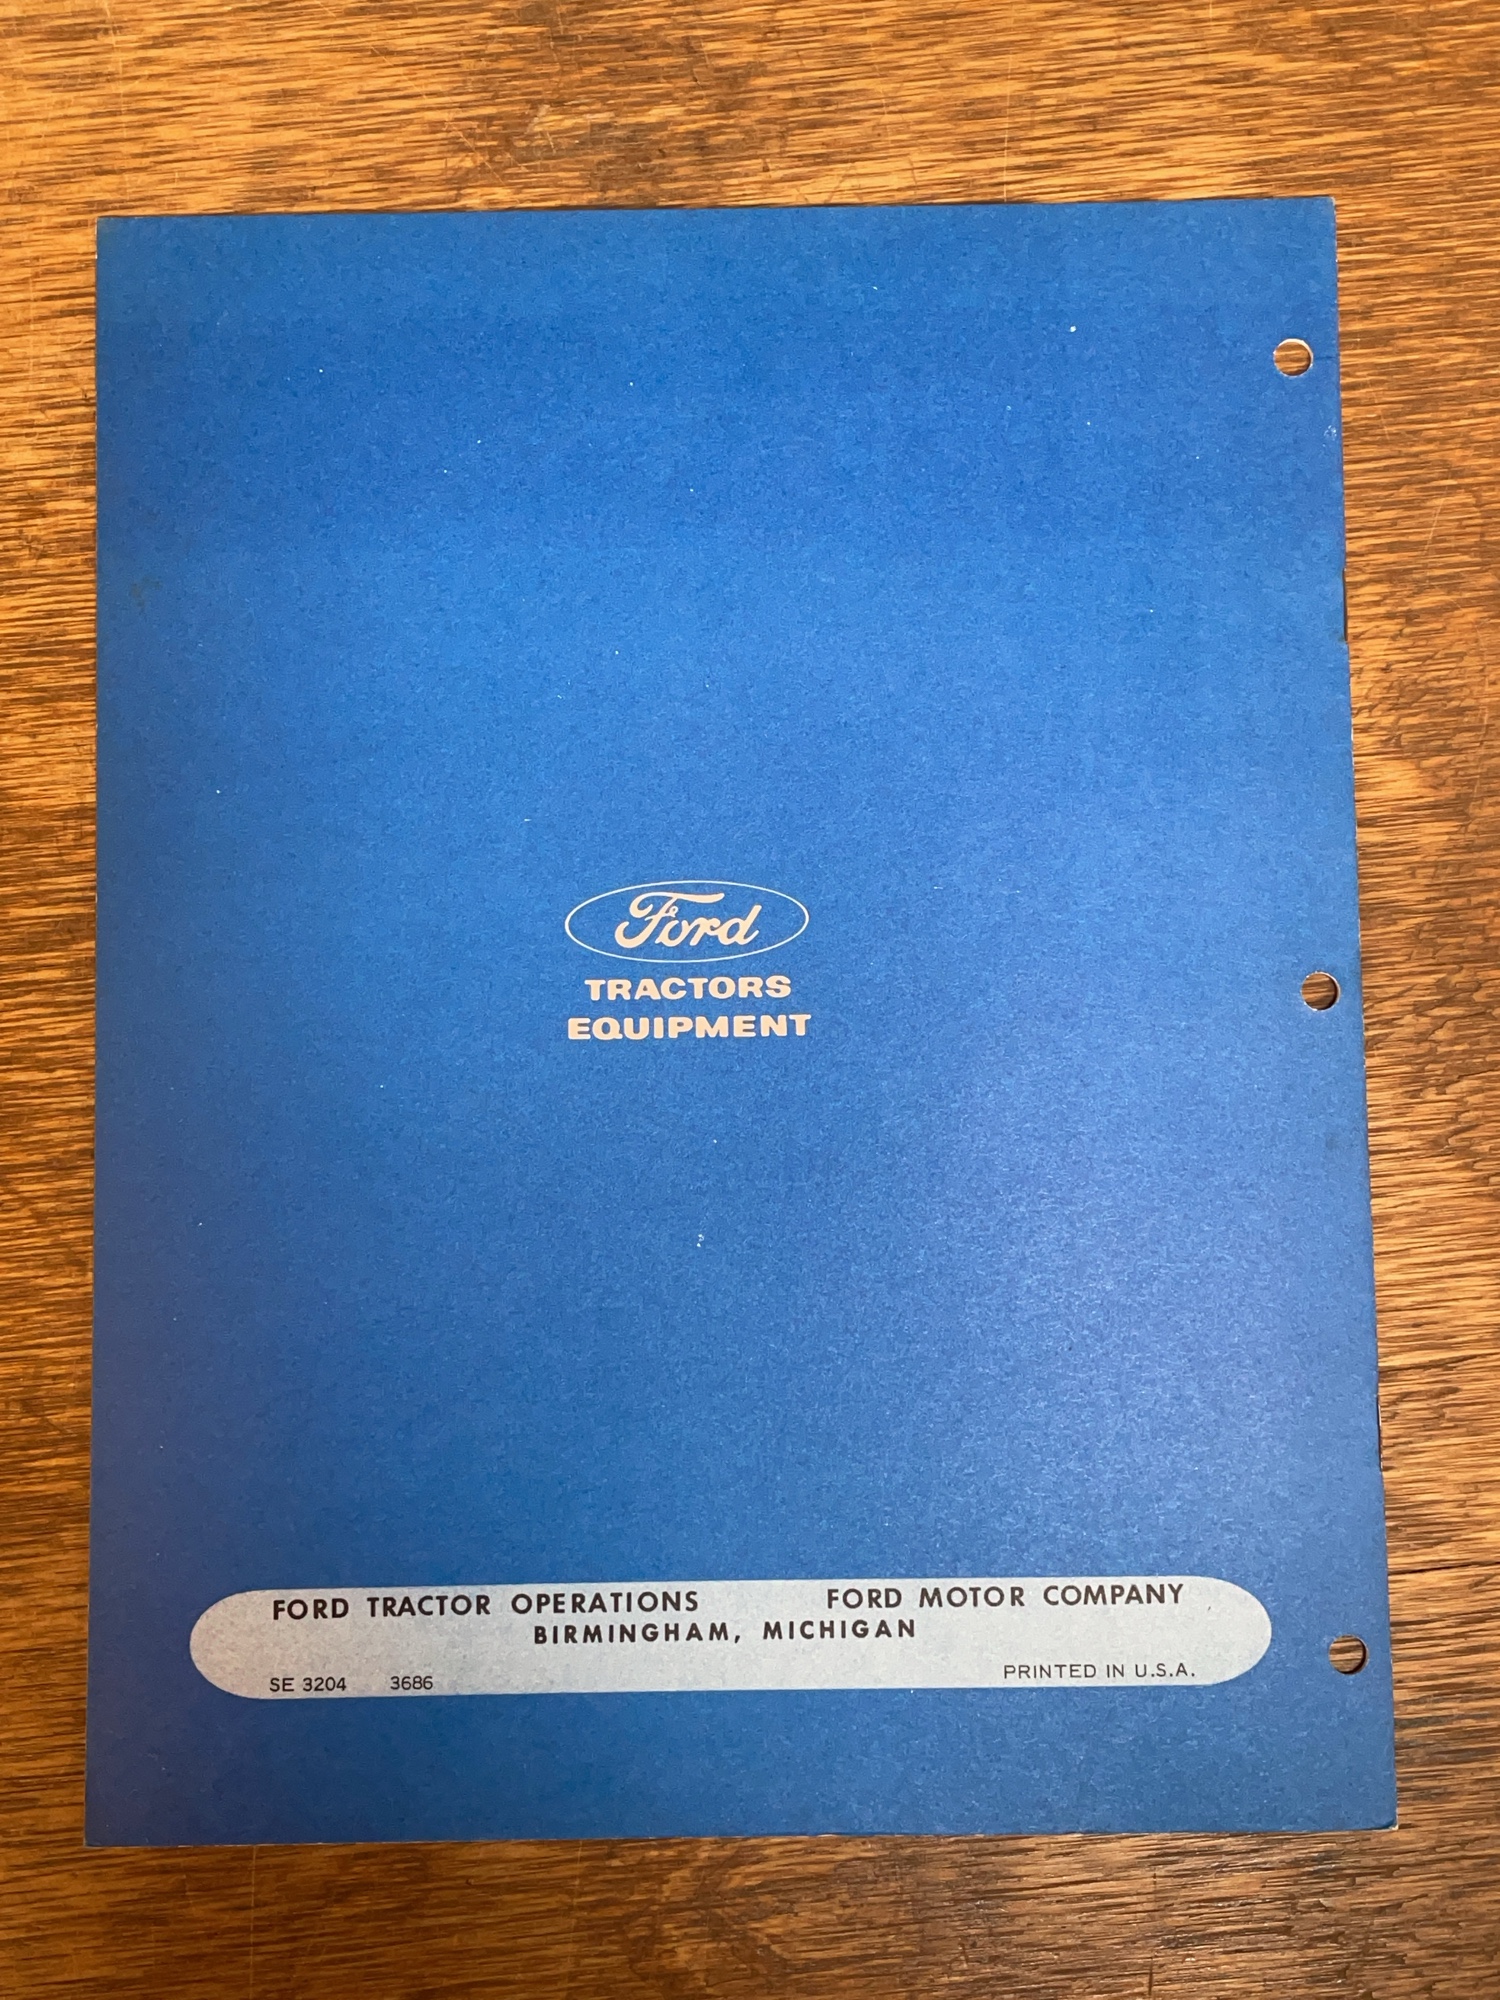 Ford
TRACTORS
EQUIPMENT
FORD TRACTOR OPERATIONS FORD MOTOR COMPANY
BIRMINGHAM, MICHIGAN
SE 3204 3686 PRINTED IN U.S.A.